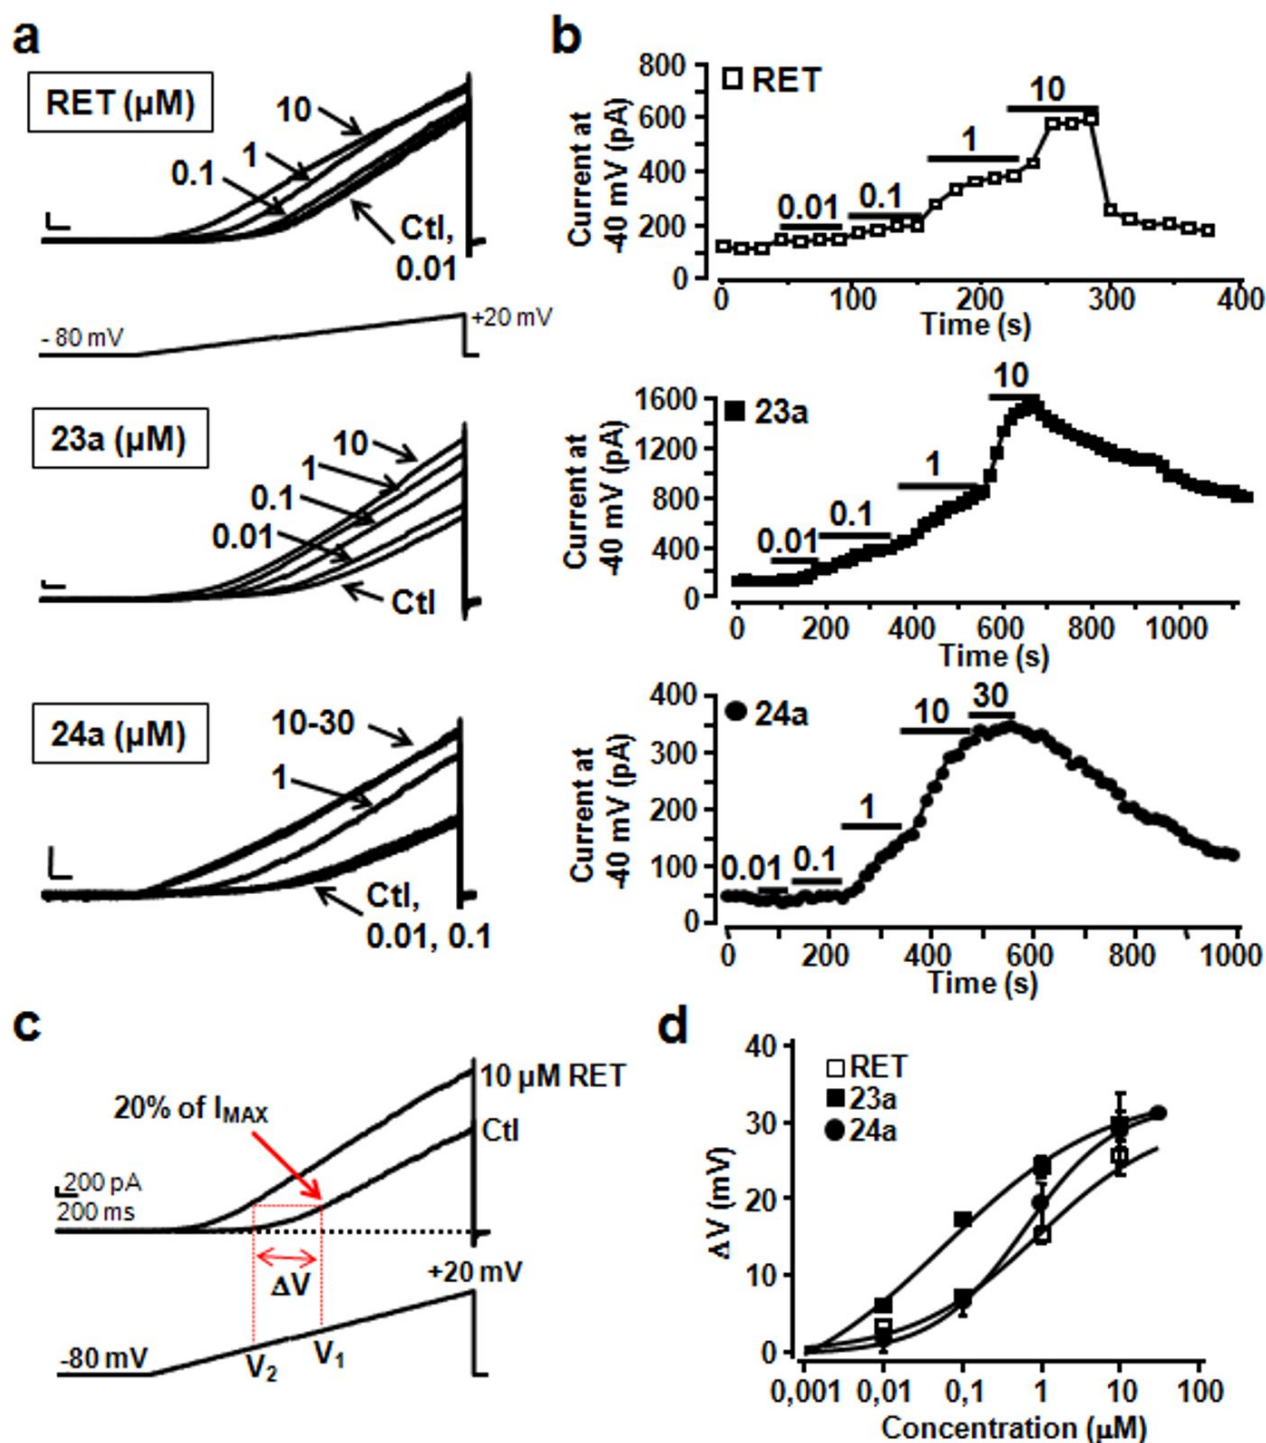 a
RET (µM)
10
1
0.1
Ctl,
0.01
- 80 mV
+20 mV
23a (µM)
10
1
0.1
0.01
Ctl
24a (µM)
10-30
1
Ctl,
0.01, 0.1
b
Current at
-40 mV (pA)
800
600
400
200
0
RET
0.01
0.1
1
10
0
100
200
300
400
Time (s)
Current at
-40 mV (pA)
1600
1200
800
400
0
23a
0.01
0.1
1
10
0
200
400
600
800
1000
Time (s)
Current at
-40 mV (pA)
400
300
200
100
0
24a
0.01
0.1
1
10
30
0
200
400
600
800
1000
Time (s)
c
10 µM RET
20% of IMAX
Ctl
200 pA
200 ms
ΔV
+20 mV
-80 mV
V2
V1
d
ΔV (mV)
40
30
20
10
0
RET
23a
24a
0,001
0,01
0,1
1
10
100
Concentration (µM)